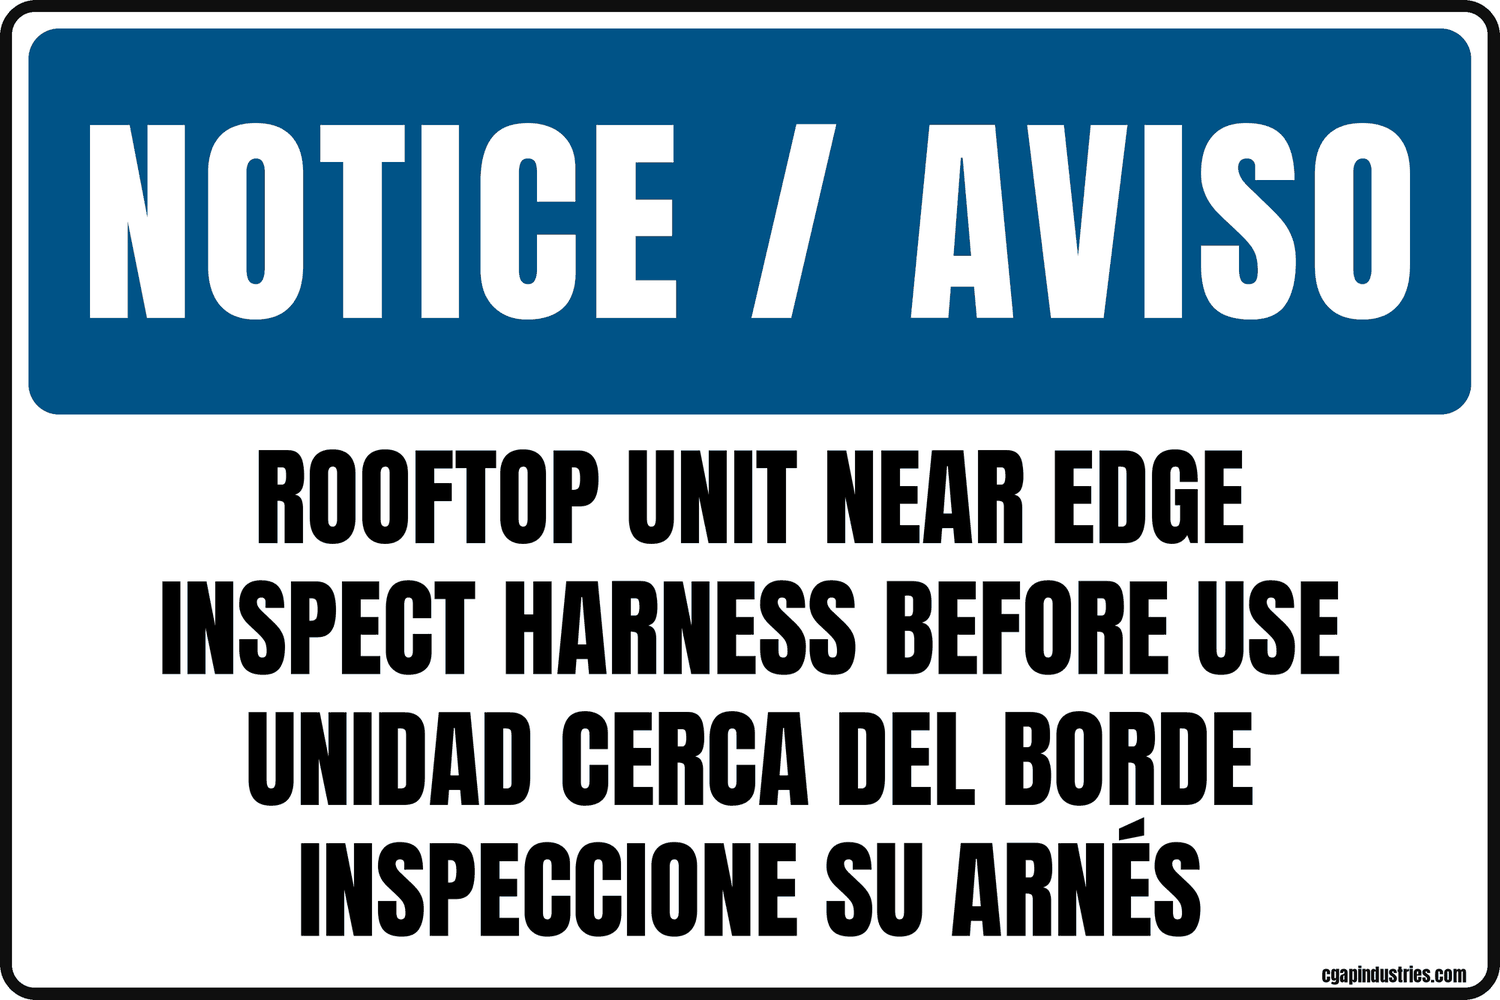 NOTICE / AVISO
ROOFTOP UNIT NEAR EDGE
INSPECT HARNESS BEFORE USE
UNIDAD CERCA DEL BORDE
INSPECCIONE SU ARNÉS
cgapindustries.com